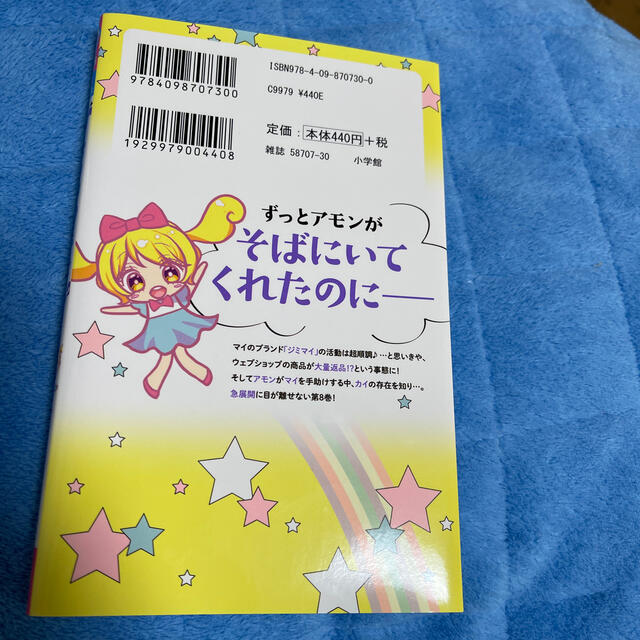 9784098707300
ISBN978-4-09-870730-0
C9979 ¥440E
1929979004408
定価：本体440円+税
雑誌 58707-30 小学館
ずっとアモンが
そばにいて
くれたのに――
マイのブランド「ジミマイ」の活動は超順調♪…と思いきや、
ウェブショップの商品が大量返品!?という事態に!
そしてアモンがマイを手助けする中、カイの存在を知り…。
急展開に目が離せない第8巻!